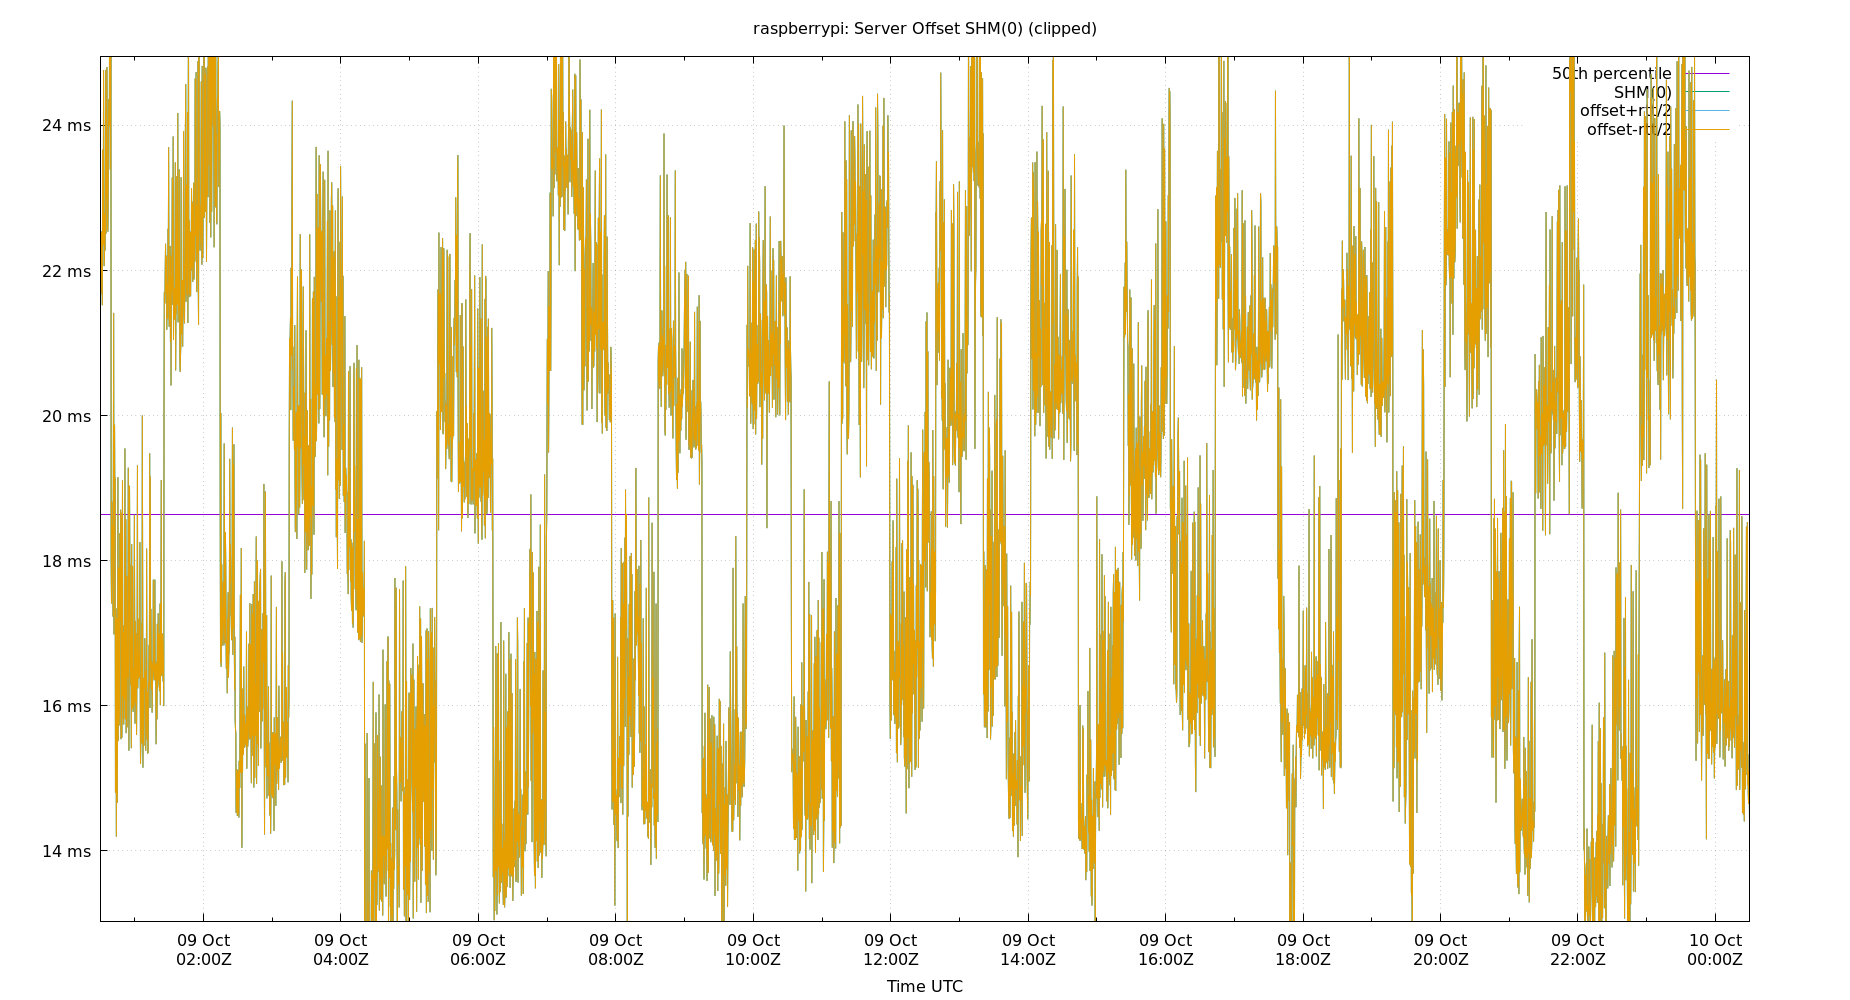 raspberrypi: Server Offset SHM(0) (clipped)
50th percentile
SHM(0)
offset+rtt/2
offset-rtt/2
24 ms
22 ms
20 ms
18 ms
16 ms
14 ms
09 Oct 09 Oct 09 Oct 09 Oct 09 Oct 09 Oct 09 Oct 09 Oct 09 Oct 09 Oct 09 Oct 10 Oct
02:00Z 04:00Z 06:00Z 08:00Z 10:00Z 12:00Z 14:00Z 16:00Z 18:00Z 20:00Z 22:00Z 00:00Z
Time UTC